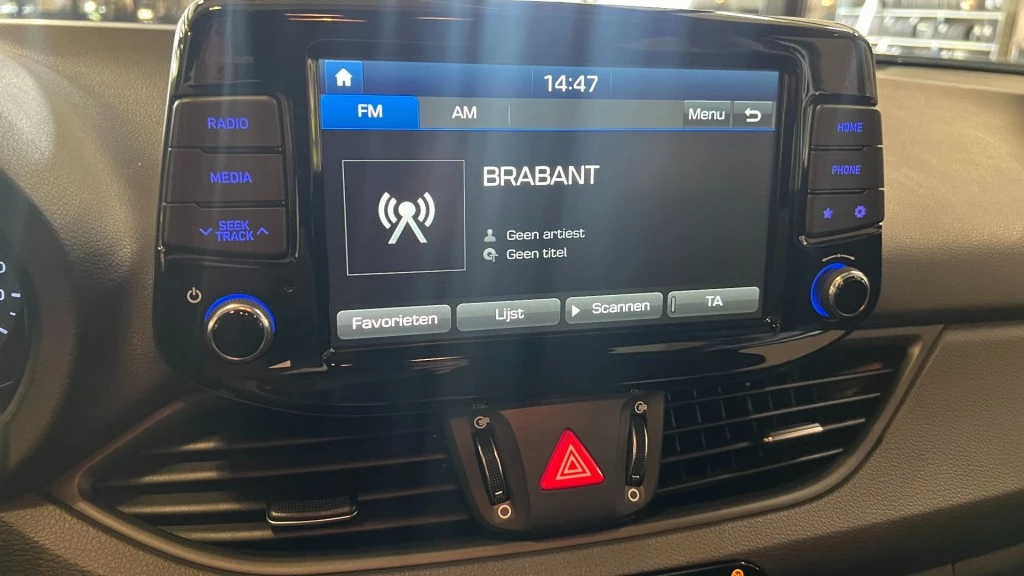 14:47
FM AM Menu
BRABANT
Geen artiest
Geen titel
Favorieten Lijst Scannen TA
RADIO
MEDIA
SEEK
TRACK
HOME
PHONE